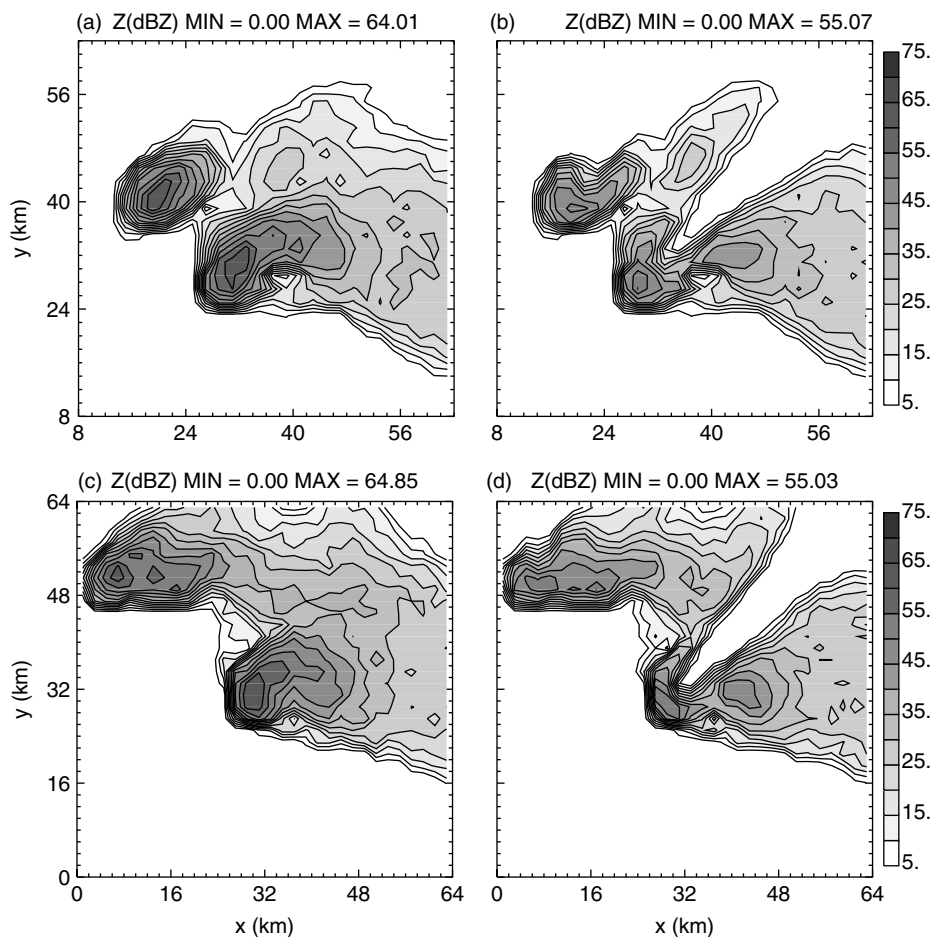 (a) Z(dBZ) MIN = 0.00 MAX = 64.01
(b) Z(dBZ) MIN = 0.00 MAX = 55.07
y (km)
56
40
24
8
8 24 40 56
8 24 40 56
75.
65.
55.
45.
35.
25.
15.
5.
(c) Z(dBZ) MIN = 0.00 MAX = 64.85
(d) Z(dBZ) MIN = 0.00 MAX = 55.03
y (km)
64
48
32
16
0
0 16 32 48 64
0 16 32 48 64
x (km)
x (km)
75.
65.
55.
45.
35.
25.
15.
5.